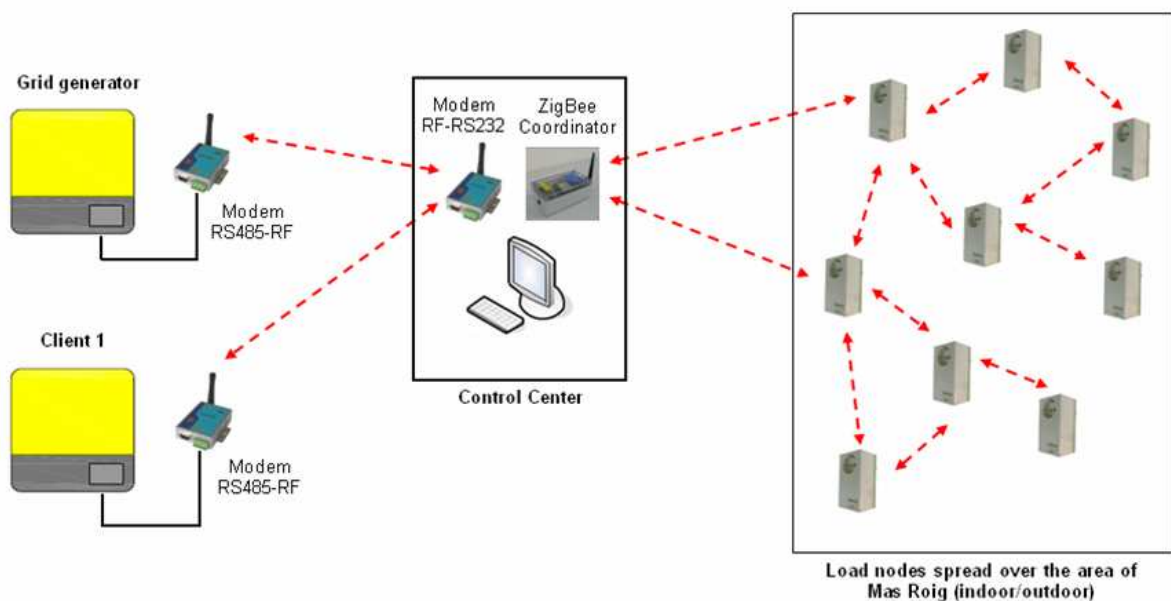 Grid generator
Modem
RS485-RF
Client 1
Modem
RS485-RF
Modem
RF-RS232
ZigBee
Coordinator
Control Center
Load nodes spread over the area of
Mas Roig (indoor/outdoor)